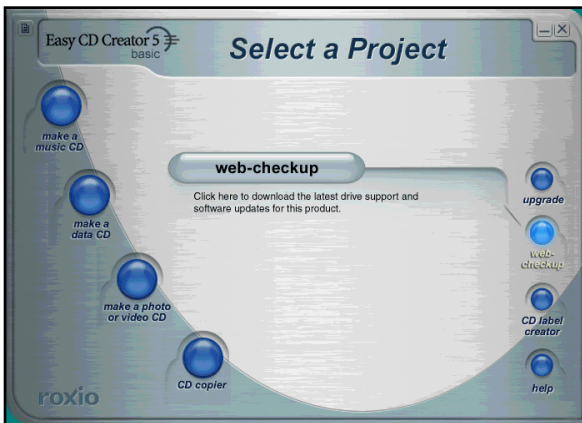 Easy CD Creator 5
basic
Select a Project
make a
music CD
make a
data CD
make a photo
or video CD
CD copier
web-checkup
Click here to download the latest drive support and
software updates for this product.
upgrade
web-
checkup
CD label
creator
help
roxio